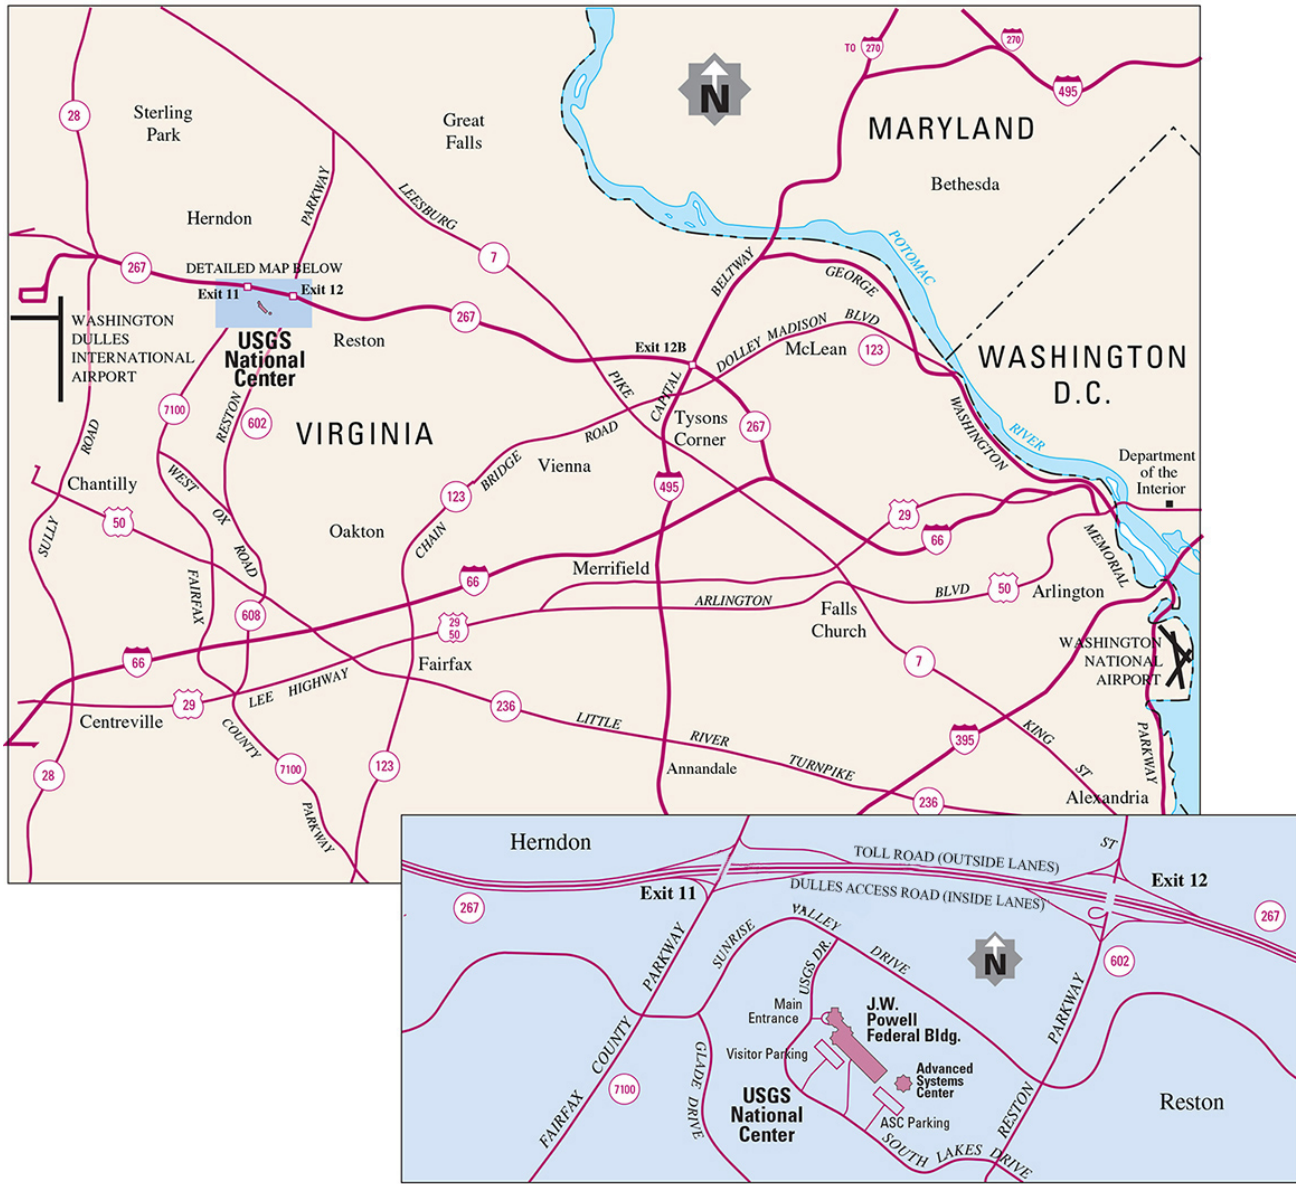 TO
270
270
28
495
Sterling
Park
Great
Falls
N
MARYLAND
Bethesda
PARKWAY
LEESBURG
Herndon
7
POTOMAC
267
DETAILED MAP BELOW
Exit 11
Exit 12
BELTWAY
GEORGE
WASHINGTON
DULLES
INTERNATIONAL
AIRPORT
USGS
National
Center
Reston
267
Exit 12B
DOLLEY MADISON BLVD
McLean
123
WASHINGTON
D.C.
PIKE
CAPITAL
7100
RESTON
602
VIRGINIA
ROAD
Tysons
Corner
267
WASHINGTON
RIVER
ROAD
Department
of the
Interior
Chantilly
WEST
OX
ROAD
BRIDGE
Vienna
123
CHAIN
495
50
SULLY
Oakton
29
66
MEMORIAL
FAIRFAX
66
Merrifield
ARLINGTON
BLVD
50
Arlington
608
29
50
Falls
Church
WASHINGTON
NATIONAL
AIRPORT
66
Fairfax
7
29
LEE HIGHWAY
236
Centreville
COUNTY
LITTLE
RIVER
TURNPIKE
395
KING
ST
PARKWAY
28
7100
123
PARKWAY
Annandale
236
Alexandria
Herndon
TOLL ROAD (OUTSIDE LANES)
ST
Exit 11
DULLES ACCESS ROAD (INSIDE LANES)
Exit 12
267
267
PARKWAY
SUNRISE
VALLEY
DRIVE
N
602
USGS DR.
Main
Entrance
J.W.
Powell
Federal Bldg.
PARKWAY
COUNTY
GLADE DRIVE
Visitor Parking
Advanced
Systems
Center
7100
USGS
National
Center
ASC Parking
RESTON
Reston
FAIRFAX
SOUTH
LAKES
DRIVE